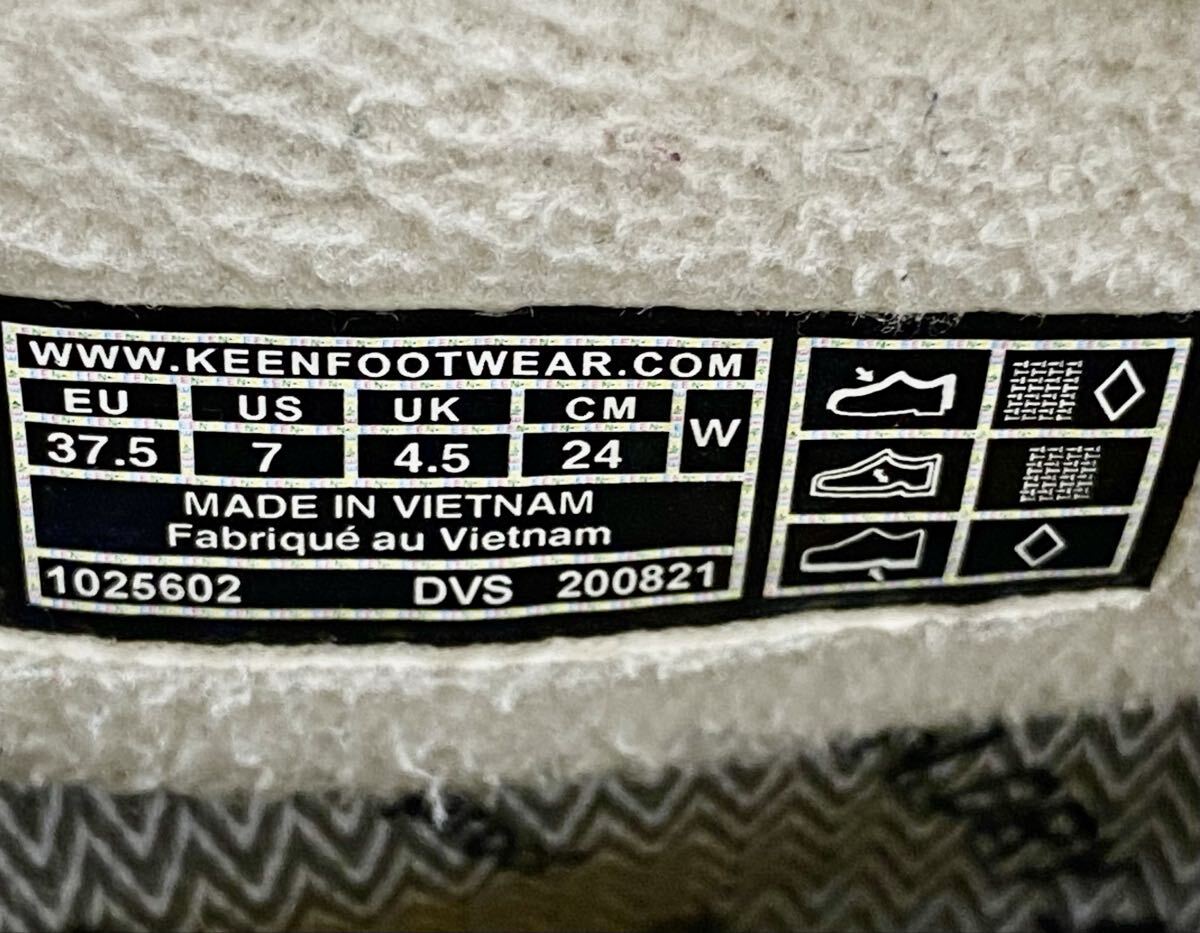 WWW.KEENFOOTWEAR.COM
EU US UK CM W
37.5 7 4.5 24
MADE IN VIETNAM
Fabriqué au Vietnam
1025602 DVS 200821